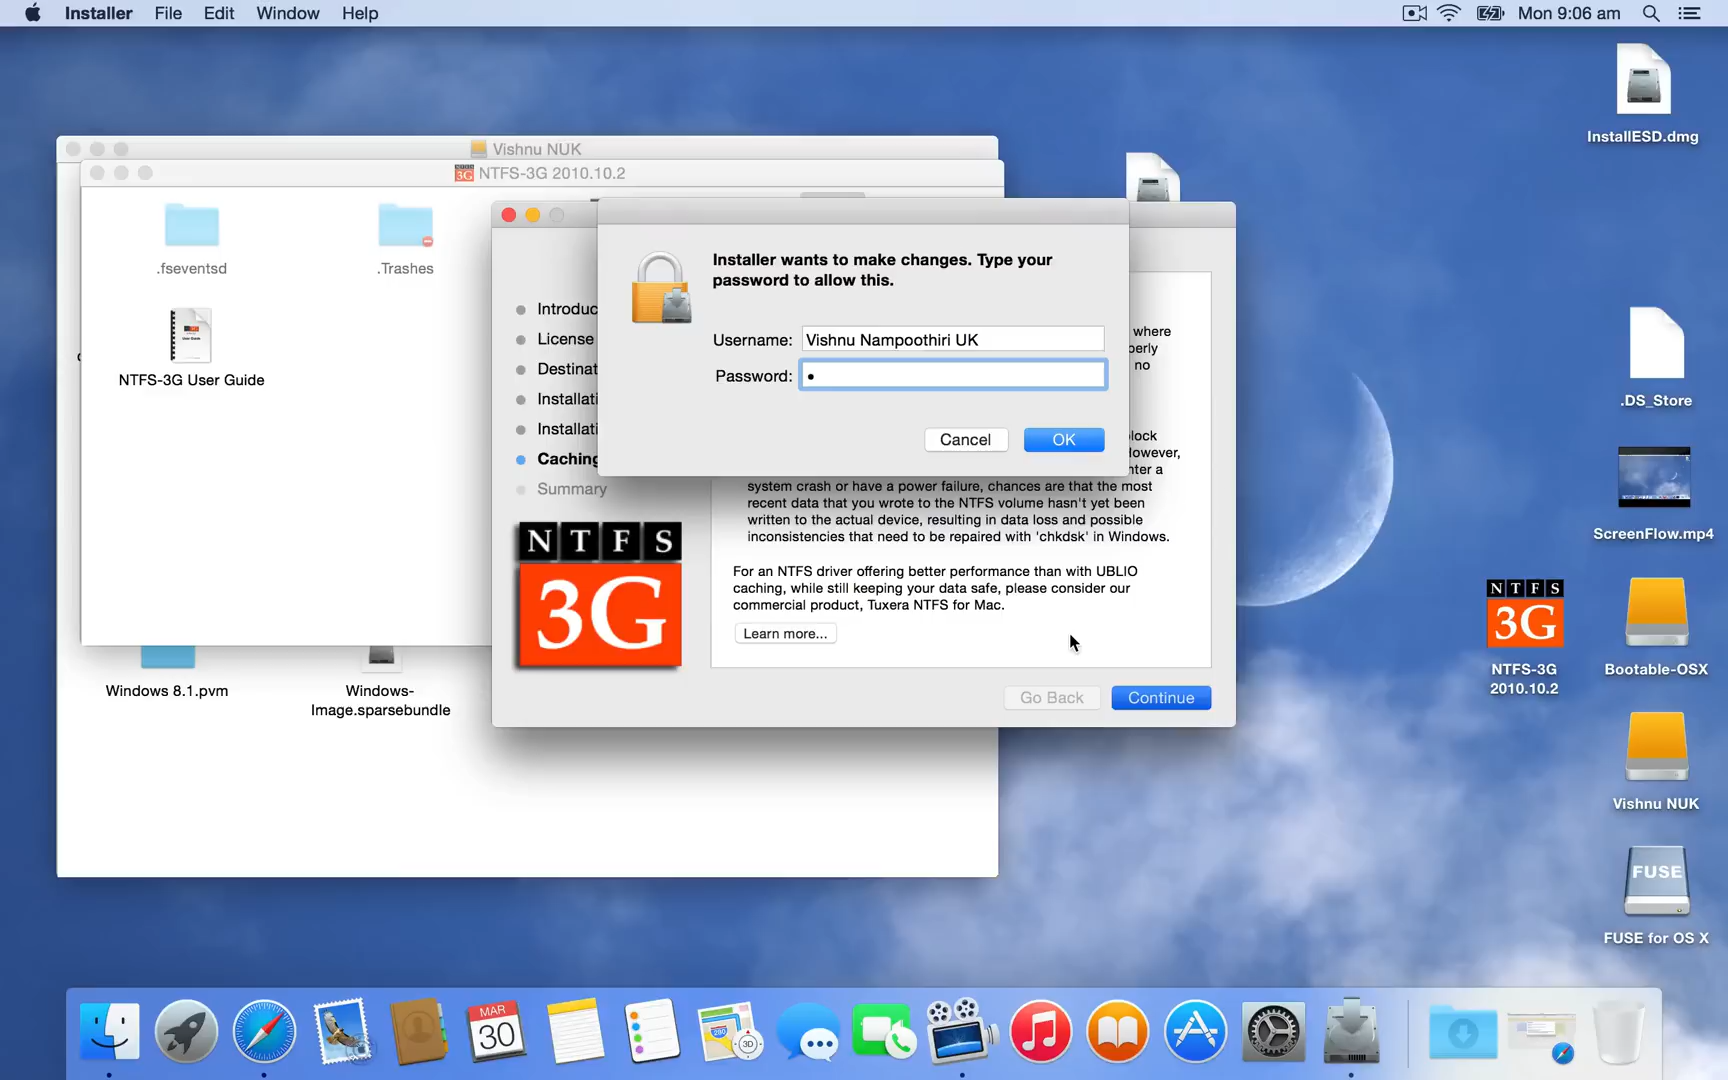 Installer File Edit Window Help Mon 9:06 am
InstallESD.dmg
Vishnu NUK
NTFS-3G 2010.10.2
.fseventsd
.Trashes
NTFS-3G User Guide
Windows 8.1.pvm
Windows-
Image.sparsebundle
Installer wants to make changes. Type your
password to allow this.
Username: Vishnu Nampoothiri UK
Password: •
Cancel OK
Introduc
License
Destinat
Installati
Installati
Caching
Summary
NTFS
3G
where
no
system crash or have a power failure, chances are that the most
recent data that you wrote to the NTFS volume hasn't yet been
written to the actual device, resulting in data loss and possible
inconsistencies that need to be repaired with 'chkdsk' in Windows.
For an NTFS driver offering better performance than with UBLIO
caching, while still keeping your data safe, please consider our
commercial product, Tuxera NTFS for Mac.
Learn more...
Go Back Continue
.DS_Store
ScreenFlow.mp4
NTFS
3G
NTFS-3G
2010.10.2
Bootable-OSX
Vishnu NUK
FUSE
FUSE for OS X
MAR
30
280
3D